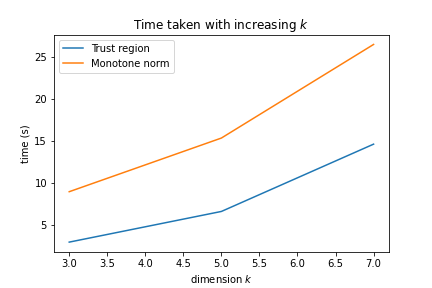 Time taken with increasing k
Trust region
Monotone norm
time (s)
25
20
15
10
5
3.0 3.5 4.0 4.5 5.0 5.5 6.0 6.5 7.0
dimension k